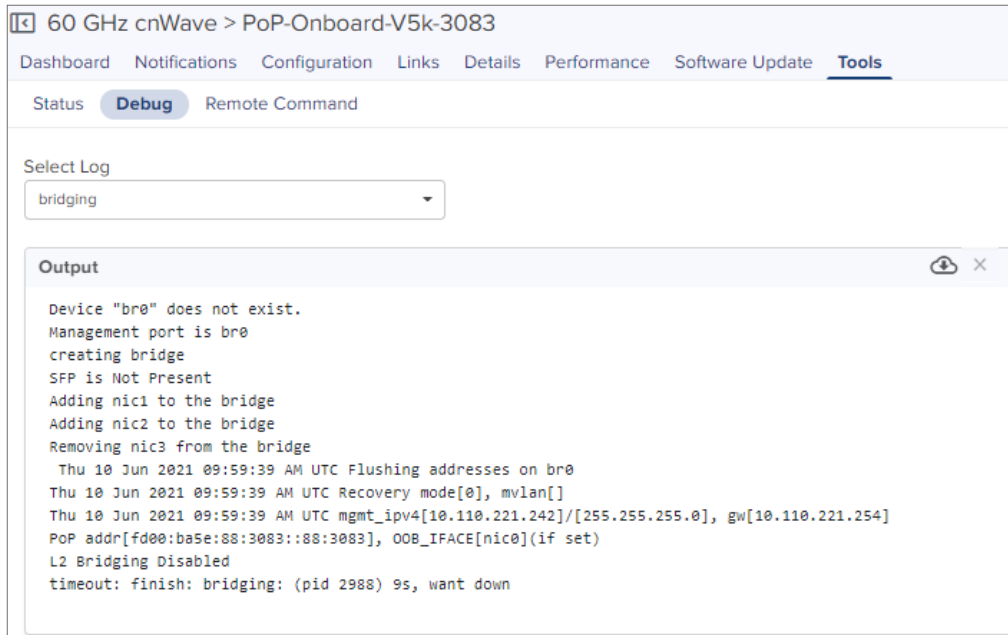 60 GHz cnWave > PoP-Onboard-V5k-3083
Dashboard Notifications Configuration Links Details Performance Software Update Tools
Status Debug Remote Command
Select Log
bridging
Output
Device "br0" does not exist.
Management port is br0
creating bridge
SFP is Not Present
Adding nic1 to the bridge
Adding nic2 to the bridge
Removing nic3 from the bridge
Thu 10 Jun 2021 09:59:39 AM UTC Flushing addresses on br0
Thu 10 Jun 2021 09:59:39 AM UTC Recovery mode[0], mvlan[]
Thu 10 Jun 2021 09:59:39 AM UTC mgmt_ipv4[10.110.221.242]/[255.255.255.0], gw[10.110.221.254]
PoP addr[fd00:ba5e:88:3083::88:3083], OOB_IFACE[nic0](if set)
L2 Bridging Disabled
timeout: finish: bridging: (pid 2988) 9s, want down